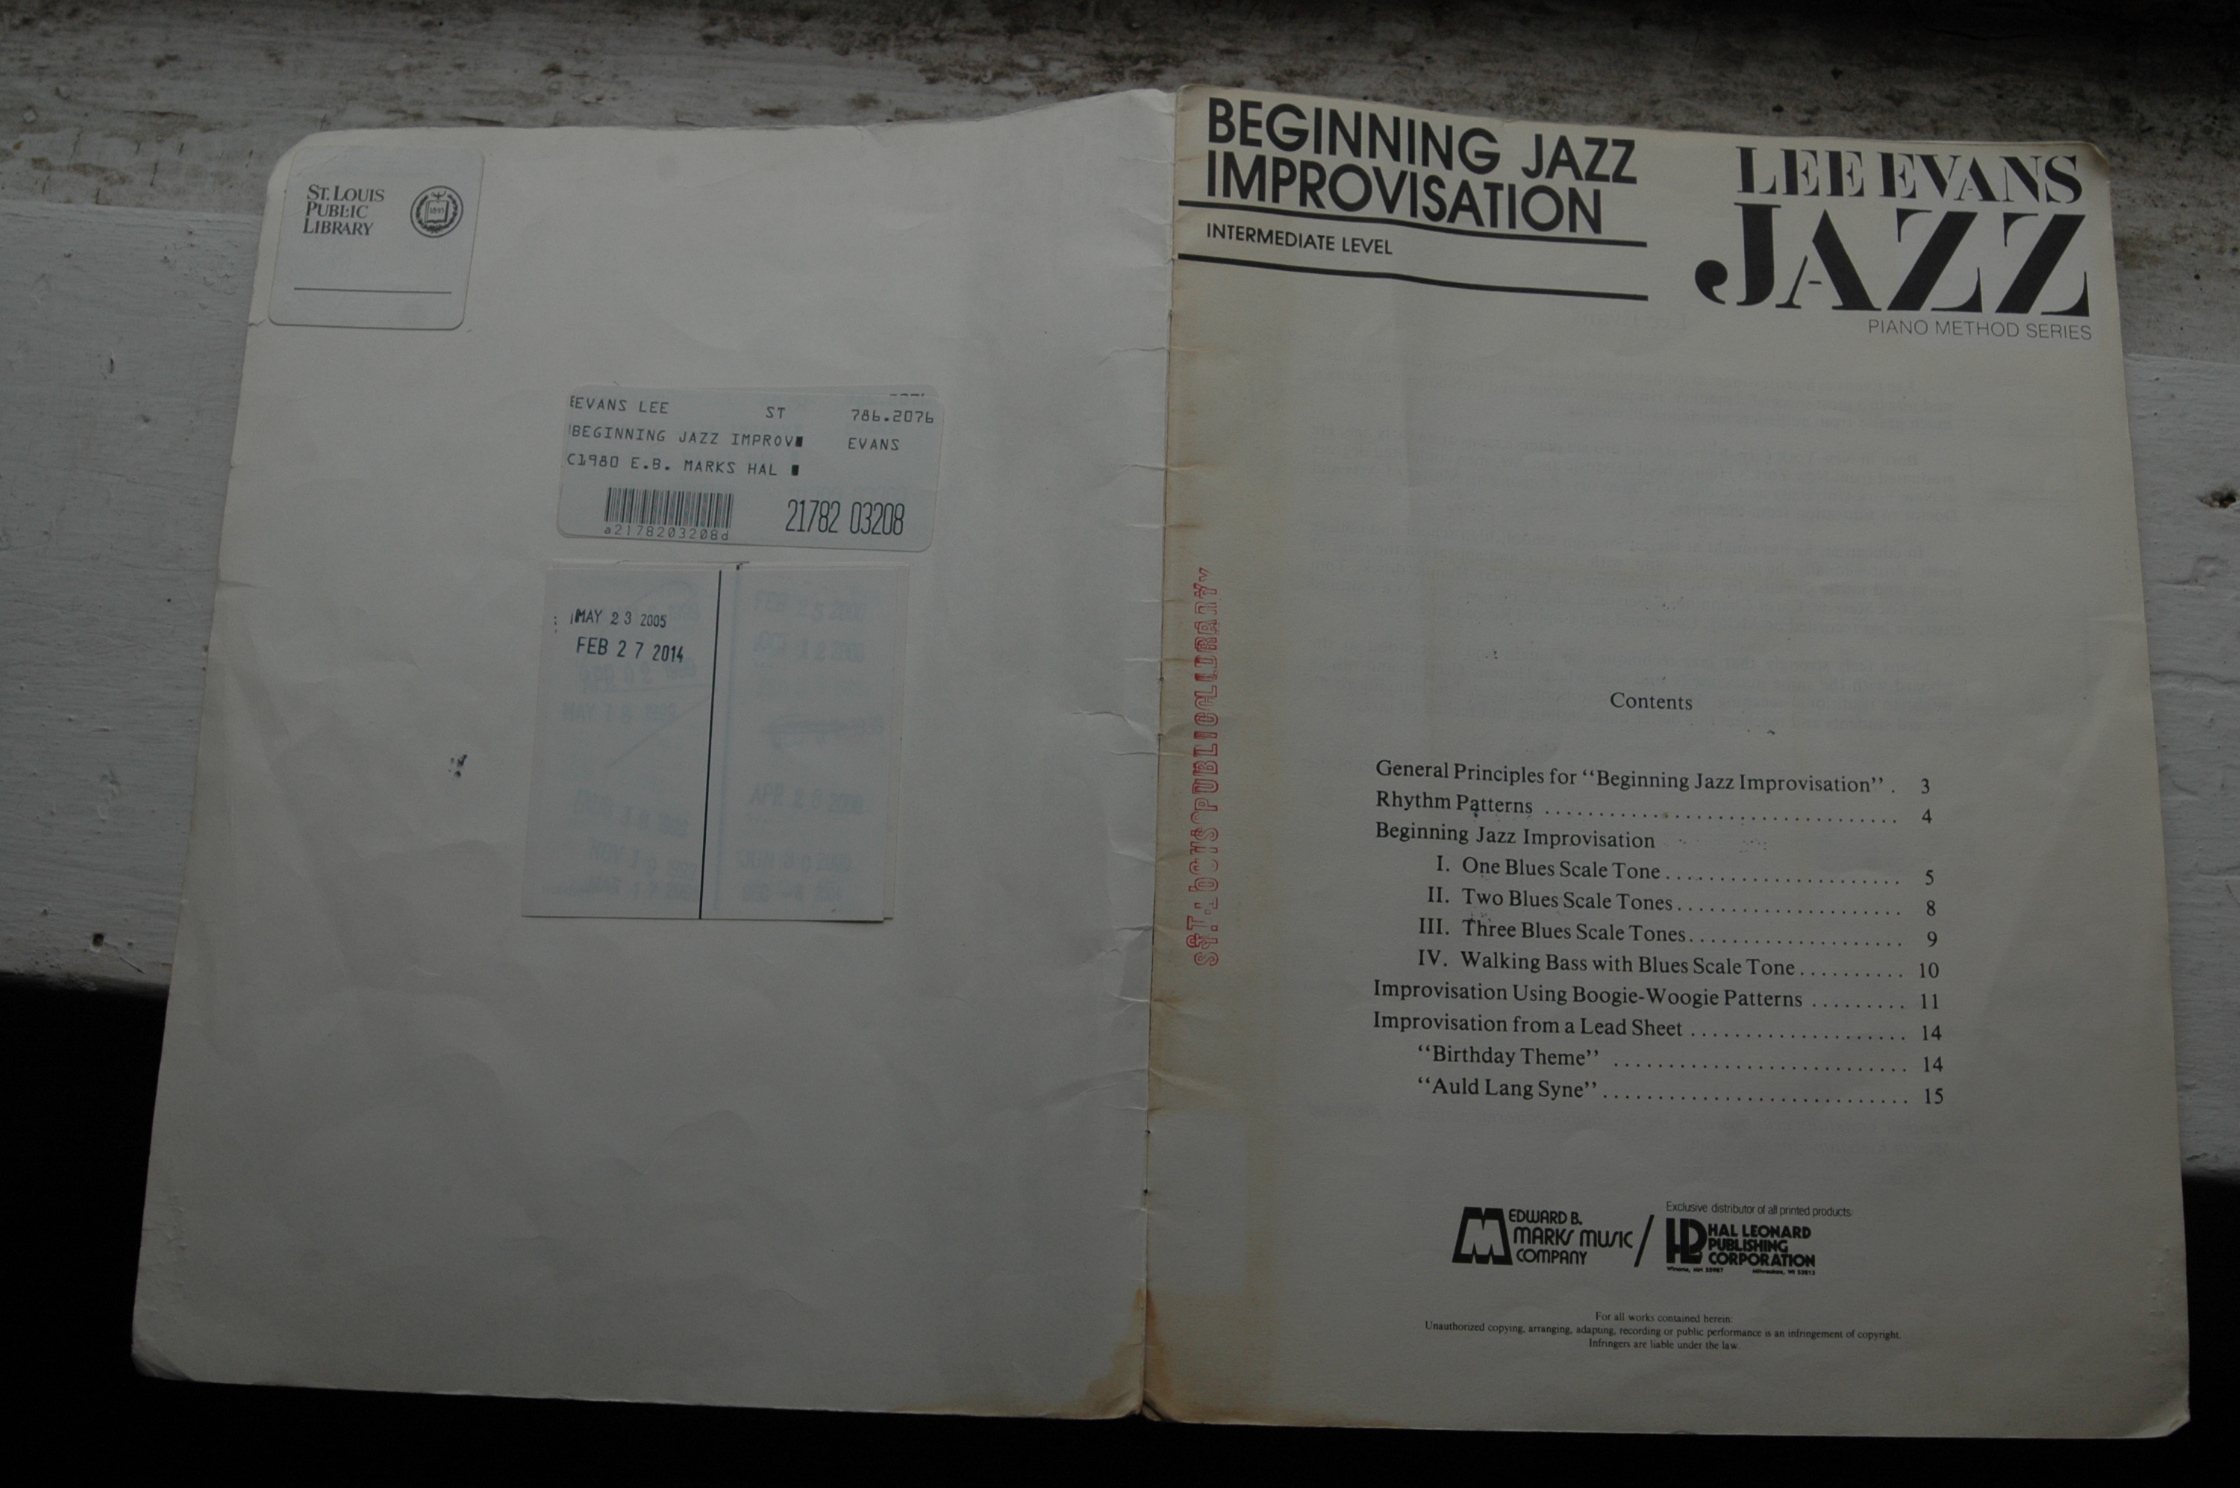 ST. LOUIS
PUBLIC
LIBRARY
EVANS LEE ST 786.2076
BEGINNING JAZZ IMPROV EVANS
C1980 E.B. MARKS HAL
21782 03208
a2178203208d
MAY 23 2005
FEB 27 2014
BEGINNING JAZZ
IMPROVISATION
INTERMEDIATE LEVEL
LEE EVANS
JAZZ
PIANO METHOD SERIES
ST. LOUIS PUBLIC LIBRARY
Contents
General Principles for “Beginning Jazz Improvisation” . 3
Rhythm Patterns . . . . . . . . . . . . . . . . . . . . . . . . . . . . 4
Beginning Jazz Improvisation
I. One Blues Scale Tone . . . . . . . . . . . . . . . . . . . . . . 5
II. Two Blues Scale Tones . . . . . . . . . . . . . . . . . . . . . 8
III. Three Blues Scale Tones . . . . . . . . . . . . . . . . . . . . 9
IV. Walking Bass with Blues Scale Tone . . . . . . . . . 10
Improvisation Using Boogie-Woogie Patterns . . . . . . . . 11
Improvisation from a Lead Sheet . . . . . . . . . . . . . . . . . 14
“Birthday Theme” . . . . . . . . . . . . . . . . . . . . . . . . . 14
“Auld Lang Syne” . . . . . . . . . . . . . . . . . . . . . . . . . 15
EDWARD B.
MARKS MUSIC
COMPANY
Exclusive distributor of all printed products:
HAL LEONARD
PUBLISHING
CORPORATION
For all works contained herein:
Unauthorized copying, arranging, adapting, recording or public performance is an infringement of copyright.
Infringers are liable under the law.